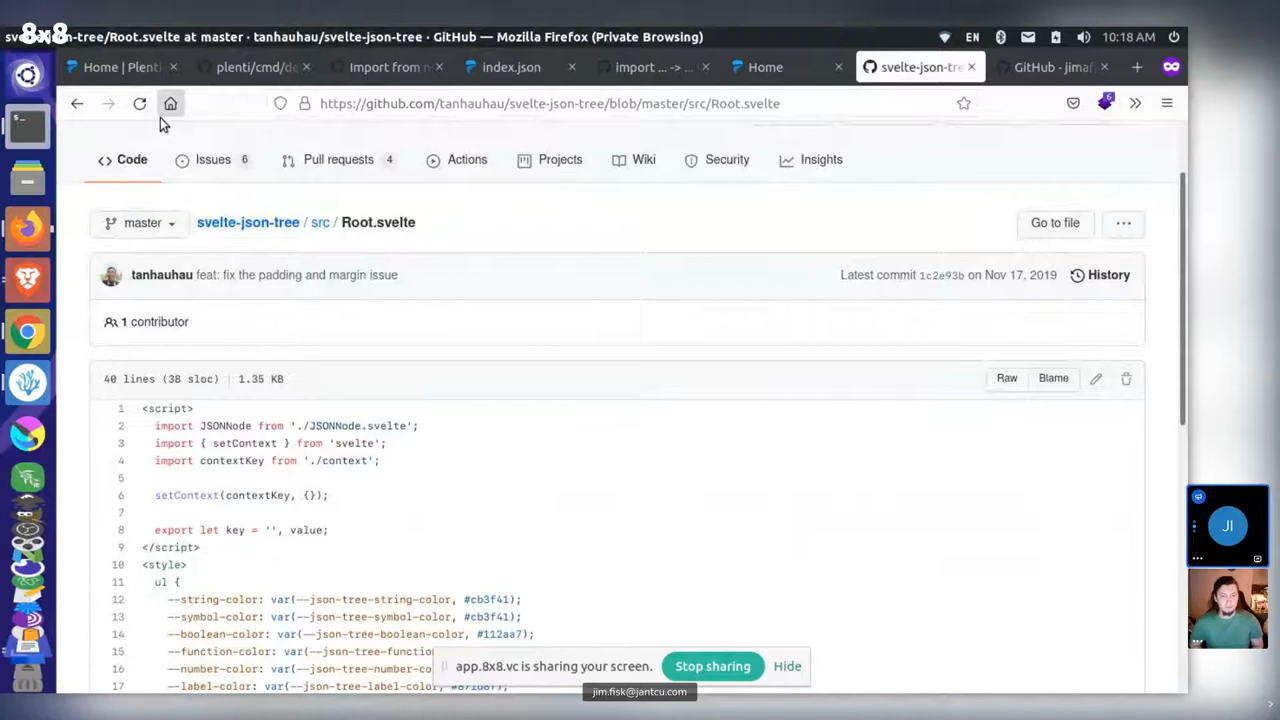 8x8
svelte-json-tree/Root.svelte at master · tanhauhau/svelte-json-tree · GitHub — Mozilla Firefox (Private Browsing)
EN
10:18 AM
Home | Plenti
plenti/cmd/de
Import from n
index.json
import ... -> ...
Home
svelte-json-tre
GitHub - jimaf
https://github.com/tanhauhau/svelte-json-tree/blob/master/src/Root.svelte
6
Code
Issues 6
Pull requests 4
Actions
Projects
Wiki
Security
Insights
master
svelte-json-tree / src / Root.svelte
Go to file
tanhauhau feat: fix the padding and margin issue
Latest commit 1c2e93b on Nov 17, 2019
History
1 contributor
40 lines (38 sloc) | 1.35 KB
Raw
Blame
1 <script>
2 import JSONNode from './JSONNode.svelte';
3 import { setContext } from 'svelte';
4 import contextKey from './context';
5
6 setContext(contextKey, {});
7
8 export let key = '', value;
9 </script>
10 <style>
11 ul {
12 --string-color: var(--json-tree-string-color, #cb3f41);
13 --symbol-color: var(--json-tree-symbol-color, #cb3f41);
14 --boolean-color: var(--json-tree-boolean-color, #112aa7);
15 --function-color: var(--json-tree-functio
16 --number-color: var(--json-tree-number-co
17 --label-color: var(--json-tree-label-color, #871d8f);
app.8x8.vc is sharing your screen.
Stop sharing
Hide
jim.fisk@jantcu.com
JI